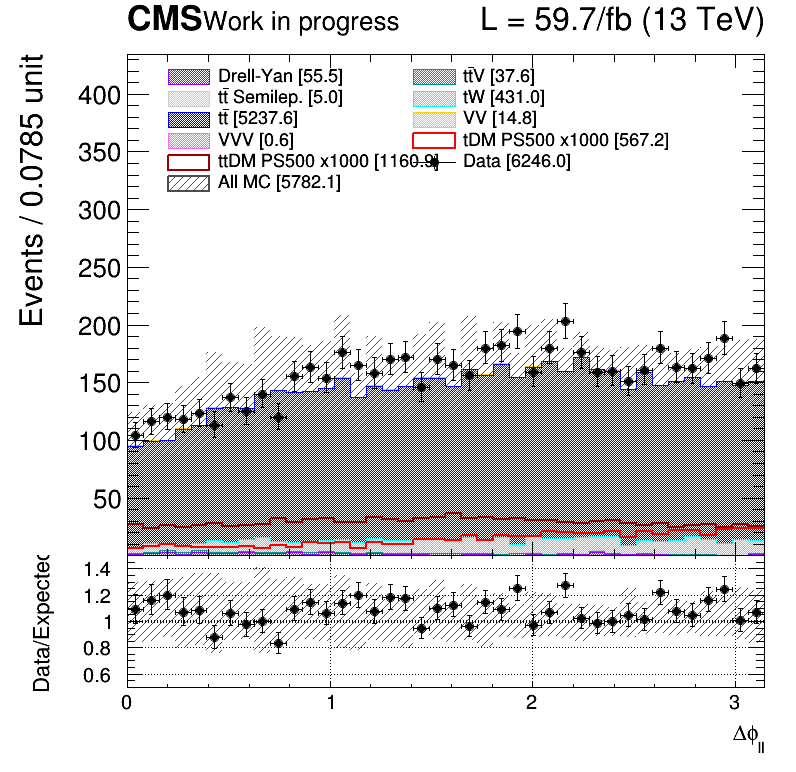 CMS Work in progress L = 59.7/fb (13 TeV)
Events / 0.0785 unit
400
350
300
250
200
150
100
50
Drell-Yan [55.5]
tt̄V [37.6]
tt̄ Semilep. [5.0]
tW [431.0]
tt̄ [5237.6]
VV [14.8]
VVV [0.6]
tDM PS500 x1000 [567.2]
ttDM PS500 x1000 [1160.9]
Data [6246.0]
All MC [5782.1]
Data/Expected
1.4
1.2
1
0.8
0.6
0 1 2 3
Δϕ_ll